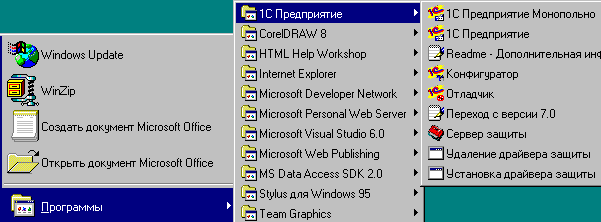 Windows Update
WinZip
Создать документ Microsoft Office
Открыть документ Microsoft Office
Программы
1С Предприятие
CorelDRAW 8
HTML Help Workshop
Internet Explorer
Microsoft Developer Network
Microsoft Personal Web Server
Microsoft Visual Studio 6.0
Microsoft Web Publishing
MS Data Access SDK 2.0
Stylus для Windows 95
Team Graphics
1С Предприятие Монопольно
1С Предприятие
Readme - Дополнительная инф
Конфигуратор
Отладчик
Переход с версии 7.0
Сервер защиты
Удаление драйвера защиты
Установка драйвера защиты